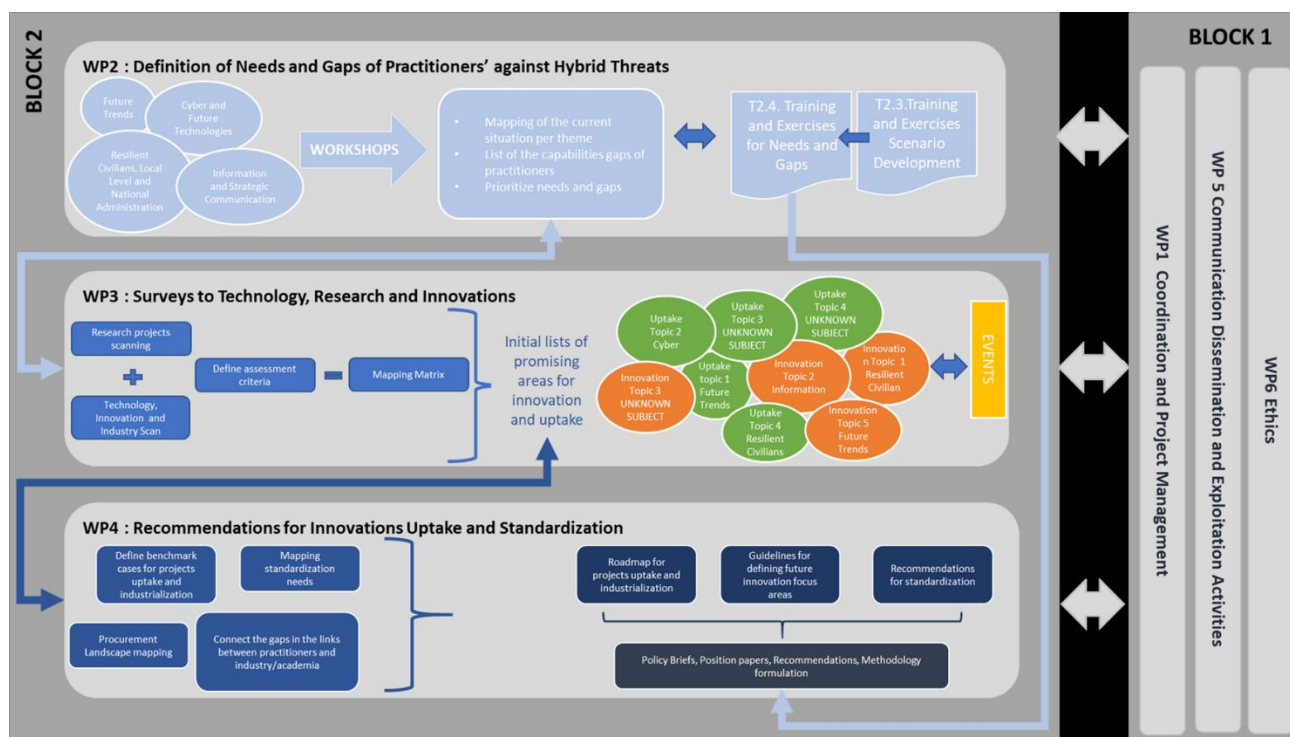 BLOCK 2
WP2 : Definition of Needs and Gaps of Practitioners' against Hybrid Threats
Future
Trends
Cyber and
Future
Technologies
Resilient
Civilians, Local
Level and
National
Administration
Information
and Strategic
Communication
WORKSHOPS
• Mapping of the current
situation per theme
• List of the capabilities gaps of
practitioners
• Prioritize needs and gaps
T2.4. Training
and Exercises
for Needs and
Gaps
T2.3.Training
and Exercises
Scenario
Development
WP3 : Surveys to Technology, Research and Innovations
Research projects
scanning
Technology,
Innovation and
Industry Scan
Define assessment
criteria
Mapping Matrix
Initial lists of
promising
areas for
innovation
and uptake
Uptake
Topic 2
Cyber
Uptake
Topic 3
UNKNOWN
SUBJECT
Uptake
Topic 4
UNKNOWN
SUBJECT
Innovation
Topic 3
UNKNOWN
SUBJECT
Uptake
topic 1
Future
Trends
Innovation
Topic 2
Information
Innovatio
n Topic 1
Resilient
Civilian
Uptake
Topic 4
Resilient
Civilians
Innovation
Topic 5
Future
Trends
EVENTS
WP4 : Recommendations for Innovations Uptake and Standardization
Define benchmark
cases for projects
uptake and
industrialization
Mapping
standardization
needs
Procurement
Landscape mapping
Connect the gaps in the links
between practitioners and
industry/academia
Roadmap for
projects uptake and
industrialization
Guidelines for
defining future
innovation focus
areas
Recommendations
for standardization
Policy Briefs, Position papers, Recommendations, Methodology
formulation
BLOCK 1
WP1 Coordination and Project Management
WP 5 Communication Dissemination and Exploitation Activities
WP6 Ethics